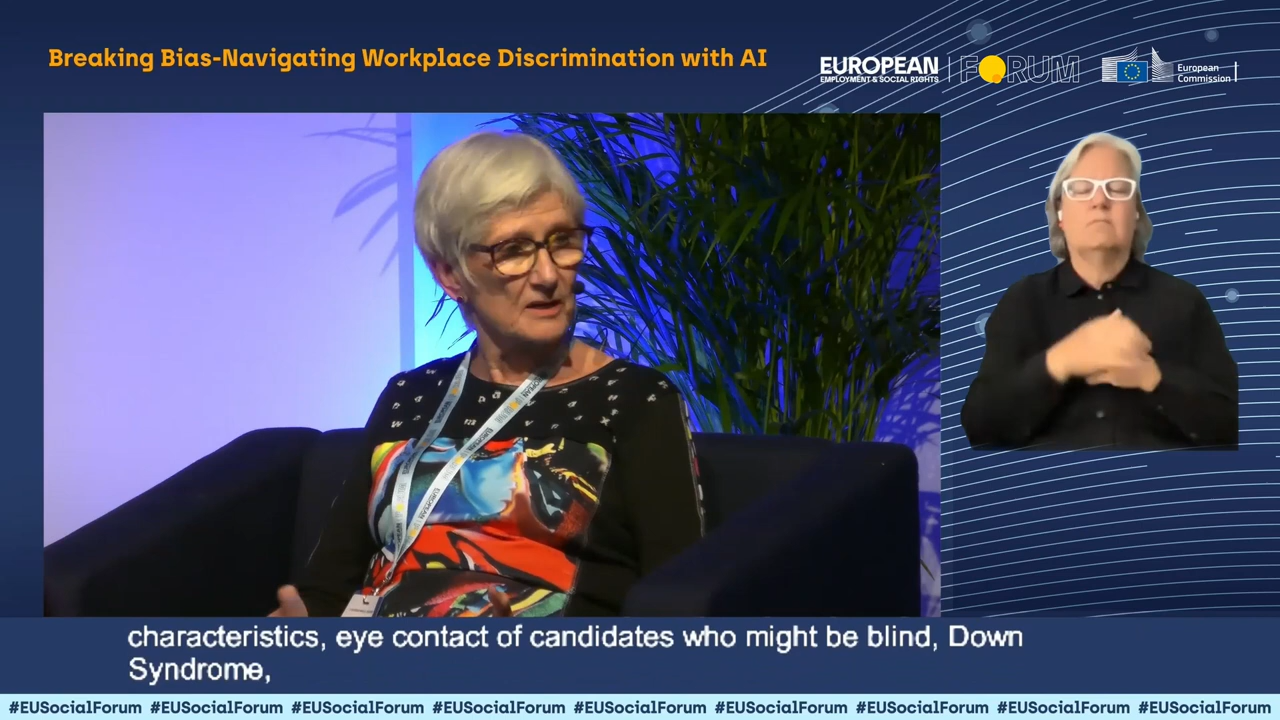 Breaking Bias-Navigating Workplace Discrimination with AI
EUROPEAN
EMPLOYMENT & SOCIAL RIGHTS
FORUM
European
Commission
characteristics, eye contact of candidates who might be blind, Down
Syndrome,
#EUSocialForum #EUSocialForum #EUSocialForum #EUSocialForum #EUSocialForum #EUSocialForum #EUSocialForum #EUSocialForum #EUSocialForum